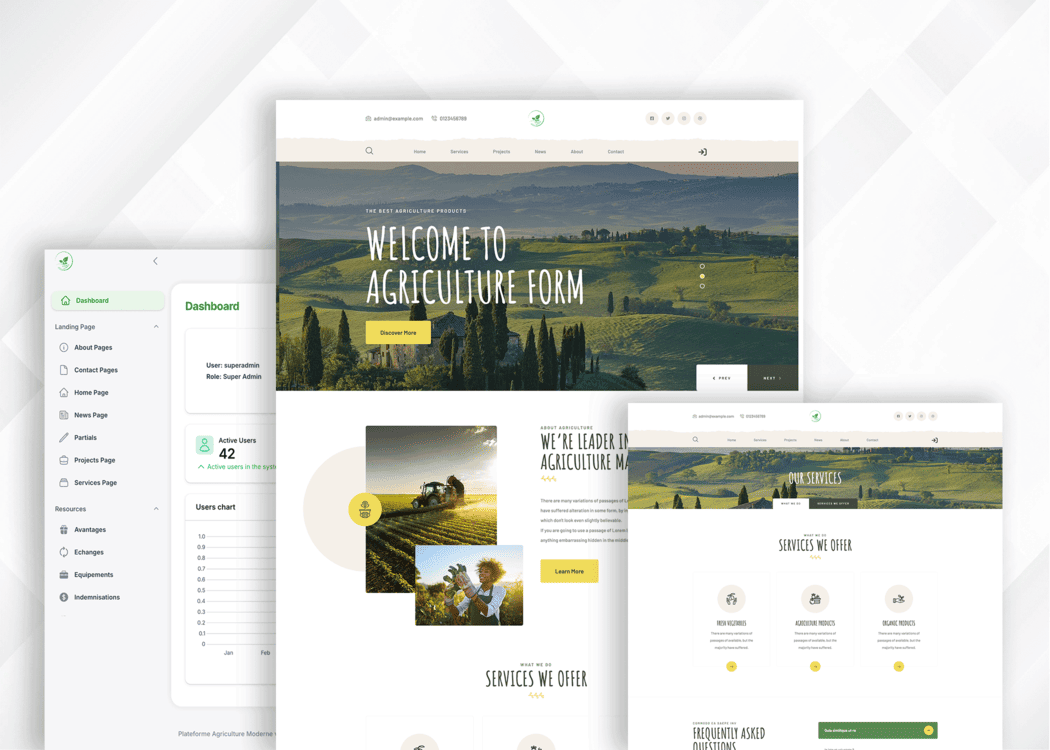 admin@example.com 0123456789
Home Services Projects News About Contact
THE BEST AGRICULTURE PRODUCTS
WELCOME TO
AGRICULTURE FORM
Discover More
PREV NEXT
ABOUT AGRICULTURE
WE'RE LEADER IN
AGRICULTURE MA
There are many variations of passages of L
have suffered alteration in some form, by in
which don't look even slightly believable.
If you are going to use a passage of Lorem
anything embarrassing hidden in the middle
Learn More
WHAT WE DO
SERVICES WE OFFER
Dashboard
Landing Page
About Pages
Contact Pages
Home Page
News Page
Partials
Projects Page
Services Page
Resources
Avantages
Echanges
Equipements
Indemnisations
Dashboard
User: superadmin
Role: Super Admin
Active Users
42
Active users in the syst
Users chart
1.0
0.9
0.8
0.7
0.6
0.5
0.4
0.3
0.2
0.1
0
Jan Feb
Plateforme Agriculture Moderne
admin@example.com 0123456789
Home Services Projects News About Contact
OUR SERVICES
WHAT WE DO SERVICES WE OFFER
WHAT WE DO
SERVICES WE OFFER
FRESH VEGETABLES
There are many variations
of passages of available, but the
majority have suffered.
AGRICULTURE PRODUCTS
There are many variations
of passages of available, but the
majority have suffered.
ORGANIC PRODUCTS
There are many variations
of passages of available, but the
majority have suffered.
FREQUENTLY ASKED
QUESTIONS